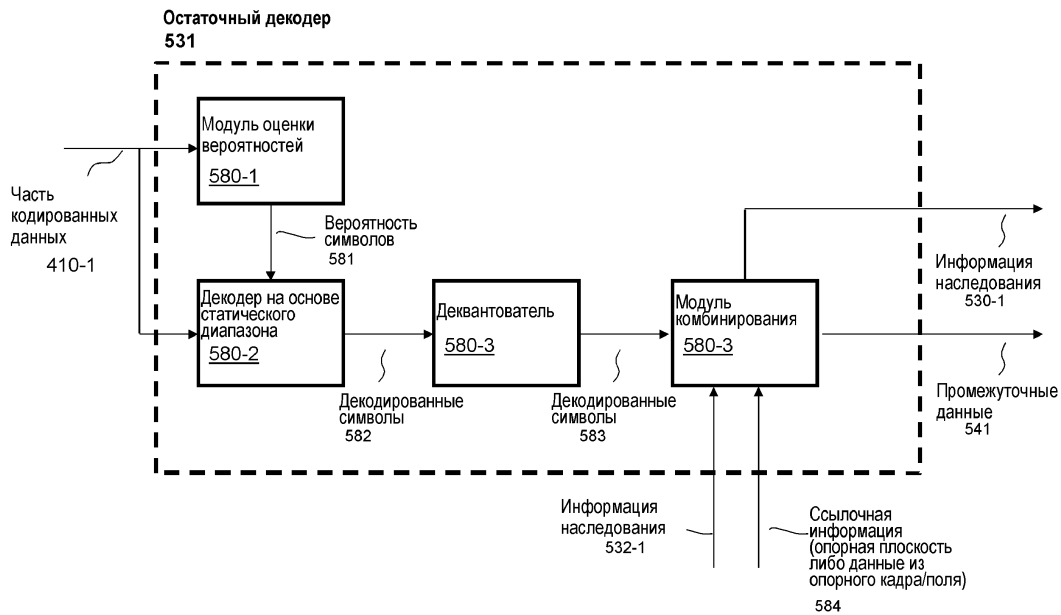 Остаточный декодер
531
Модуль оценки
вероятностей
580-1
Часть
кодированных
данных
410-1
Вероятность
символов
581
Информация
наследования
530-1
Декодер на основе
статического
диапазона
580-2
Деквантователь
580-3
Модуль
комбинирования
580-3
Декодированные
символы
582
Декодированные
символы
583
Промежуточные
данные
541
Информация
наследования
532-1
Ссылочная
информация
(опорная плоскость
либо данные из
опорного кадра/поля)
584